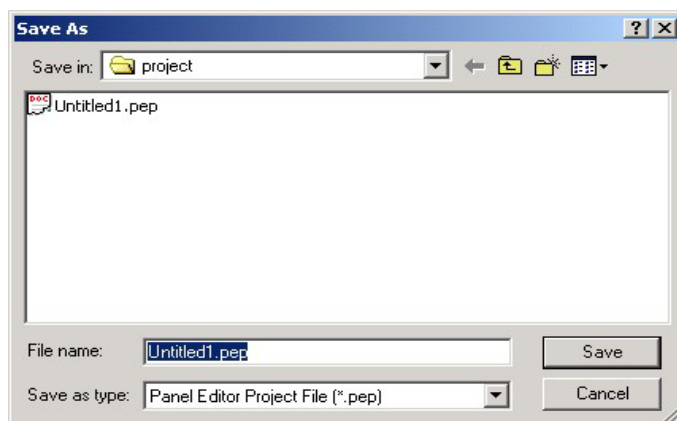 Save As
Save in: project
Untitled1.pep
File name: Untitled1.pep Save
Save as type: Panel Editor Project File (*.pep) Cancel